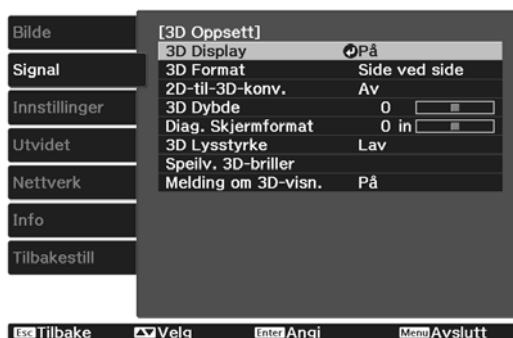 Bilde
Signal
Innstillinger
Utvidet
Nettverk
Info
Tilbakestill
[3D Oppsett]
3D Display På
3D Format Side ved side
2D-til-3D-konv. Av
3D Dybde 0
Diag. Skjermformat 0 in
3D Lysstyrke Lav
Speilv. 3D-briller
Melding om 3D-visn. På
Esc Tilbake Velg Enter Angi Menu Avslutt